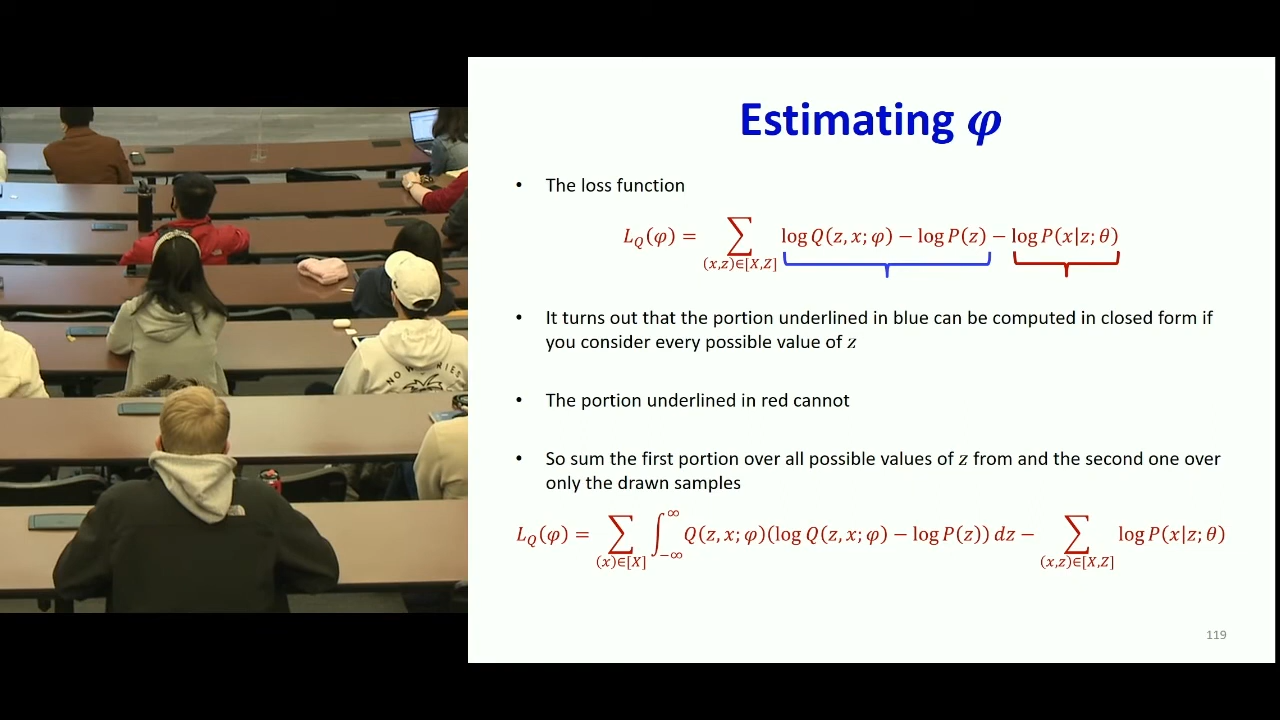 Estimating φ
• The loss function
L_Q(φ) = ∑_{(x,z)∈[X,Z]} log Q(z, x; φ) − log P(z) − log P(x|z; θ)
• It turns out that the portion underlined in blue can be computed in closed form if
you consider every possible value of z
• The portion underlined in red cannot
• So sum the first portion over all possible values of z from and the second one over
only the drawn samples
L_Q(φ) = ∑_{(x)∈[X]} ∫_{−∞}^{∞} Q(z, x; φ)(log Q(z, x; φ) − log P(z)) dz − ∑_{(x,z)∈[X,Z]} log P(x|z; θ)
119